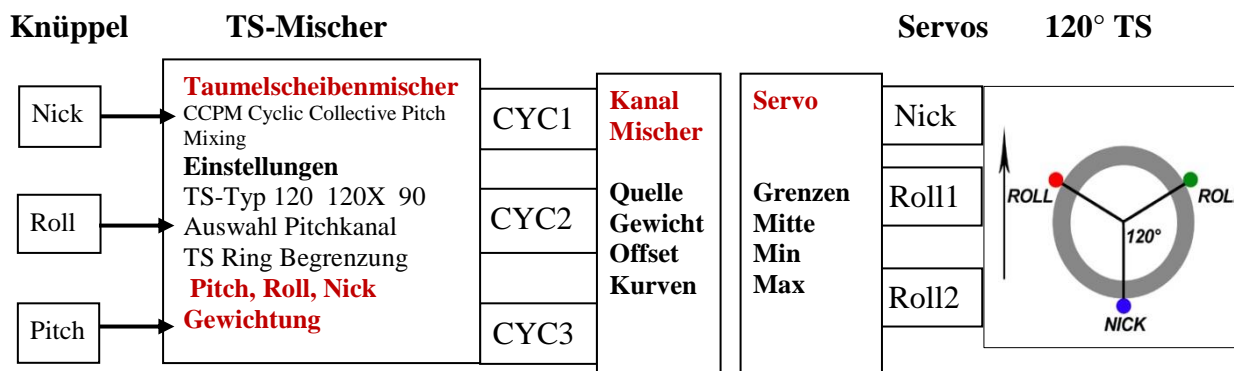 Knüppel
TS-Mischer
Servos
120° TS
Nick
Roll
Pitch
Taumelscheibenmischer
CCPM Cyclic Collective Pitch
Mixing
Einstellungen
TS-Typ 120 120X 90
Auswahl Pitchkanal
TS Ring Begrenzung
Pitch, Roll, Nick
Gewichtung
CYC1
CYC2
CYC3
Kanal
Mischer
Quelle
Gewicht
Offset
Kurven
Servo
Grenzen
Mitte
Min
Max
Nick
Roll1
Roll2
ROLL
ROL
120°
NICK